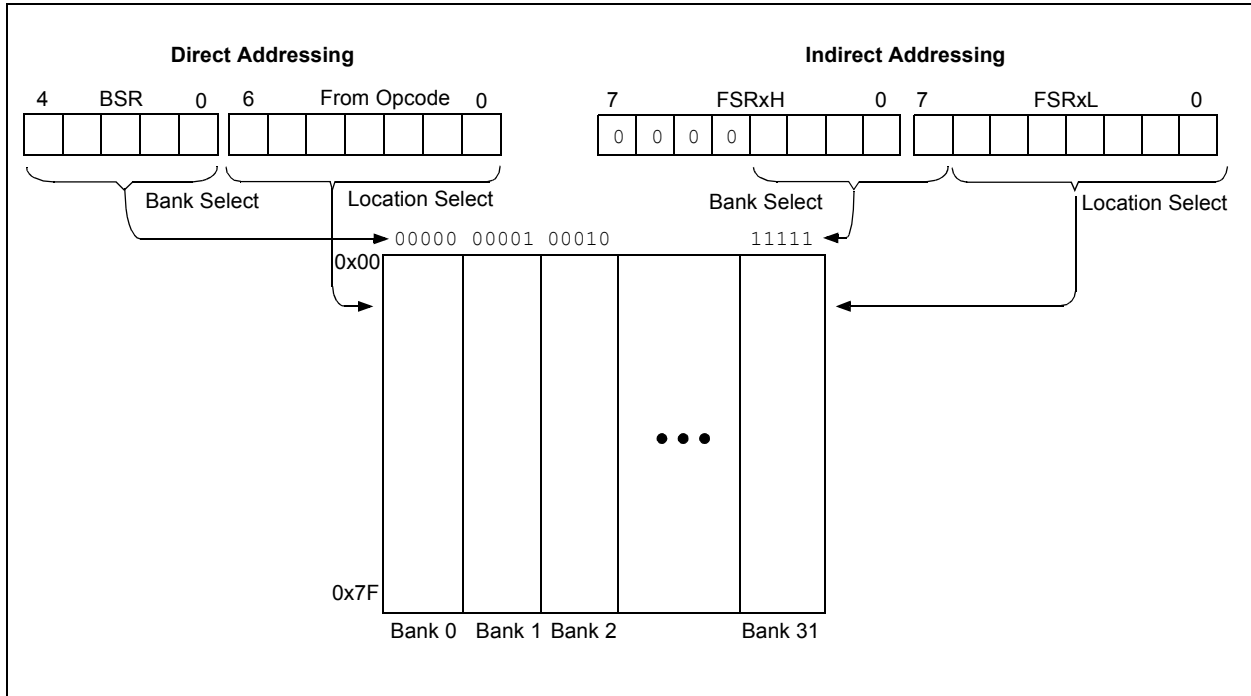 Direct Addressing
Indirect Addressing
4 BSR 0 6 From Opcode 0
7 FSRxH 0 7 FSRxL 0
0 0 0 0
Bank Select
Location Select
Bank Select
Location Select
00000 00001 00010 11111
0x00
0x7F
Bank 0 Bank 1 Bank 2 Bank 31